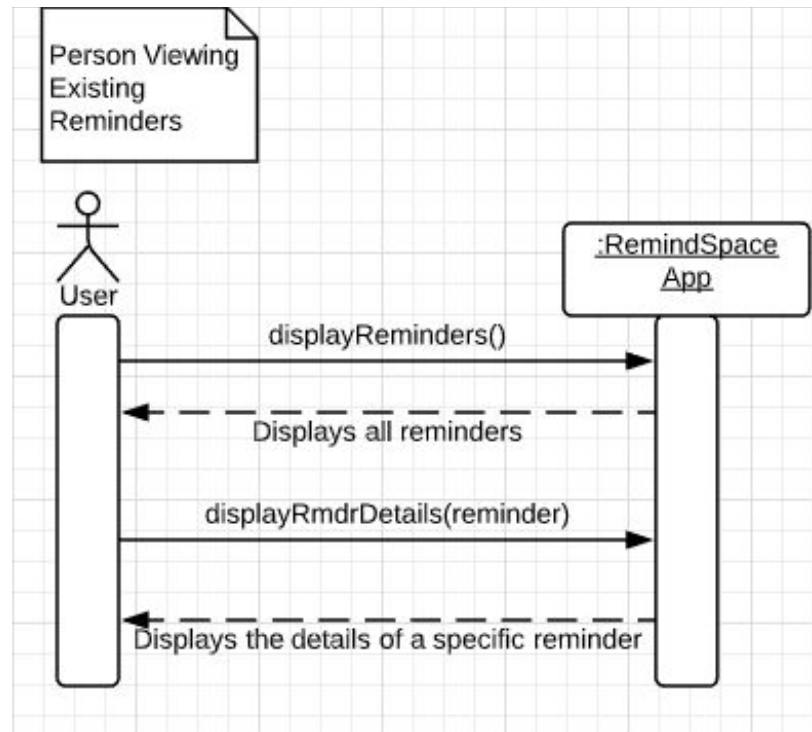 Person Viewing
Existing
Reminders
User
:RemindSpace
App
displayReminders()
Displays all reminders
displayRmdrDetails(reminder)
Displays the details of a specific reminder